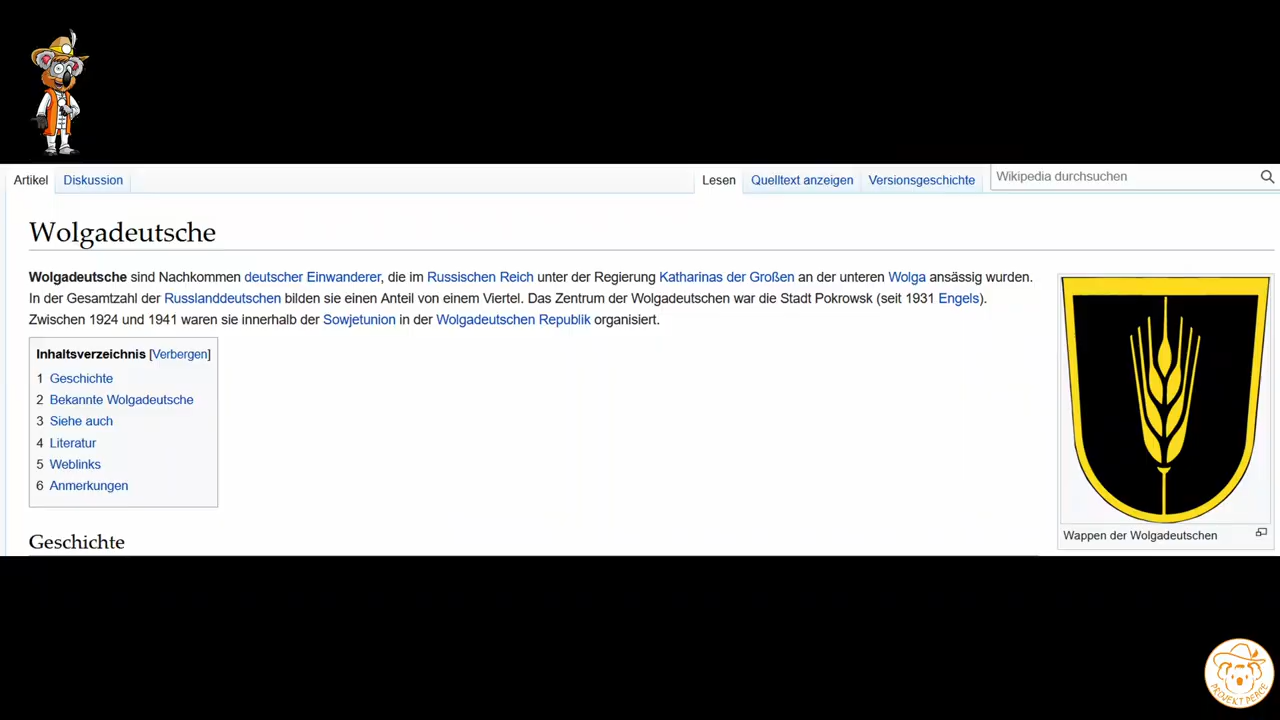 Artikel Diskussion Lesen Quelltext anzeigen Versionsgeschichte Wikipedia durchsuchen
Wolgadeutsche
Wolgadeutsche sind Nachkommen deutscher Einwanderer, die im Russischen Reich unter der Regierung Katharinas der Großen an der unteren Wolga ansässig wurden.
In der Gesamtzahl der Russlanddeutschen bilden sie einen Anteil von einem Viertel. Das Zentrum der Wolgadeutschen war die Stadt Pokrowsk (seit 1931 Engels).
Zwischen 1924 und 1941 waren sie innerhalb der Sowjetunion in der Wolgadeutschen Republik organisiert.
Inhaltsverzeichnis [Verbergen]
1 Geschichte
2 Bekannte Wolgadeutsche
3 Siehe auch
4 Literatur
5 Weblinks
6 Anmerkungen
Wappen der Wolgadeutschen
Geschichte
PROJEKT PEACE